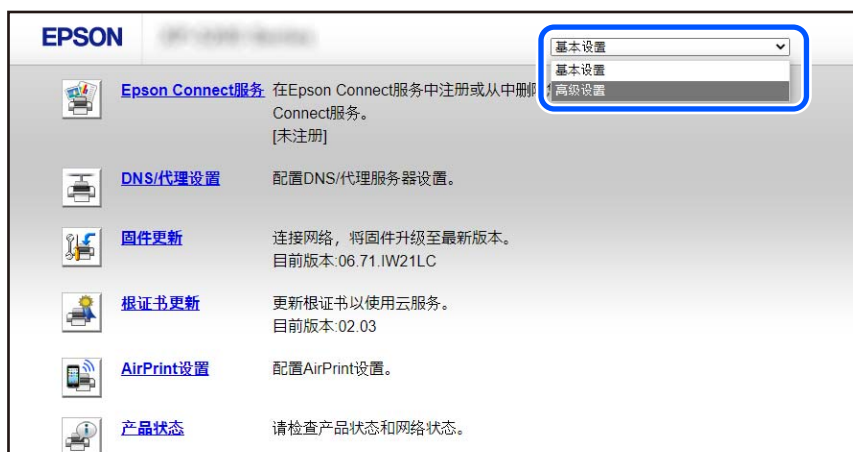 EPSON
基本设置
基本设置
高级设置
Epson Connect服务 在Epson Connect服务中注册或从中删
Connect服务。
[未注册]
DNS/代理设置 配置DNS/代理服务器设置。
固件更新 连接网络，将固件升级至最新版本。
目前版本:06.71.IW21LC
根证书更新 更新根证书以使用云服务。
目前版本:02.03
AirPrint设置 配置AirPrint设置。
产品状态 请检查产品状态和网络状态。